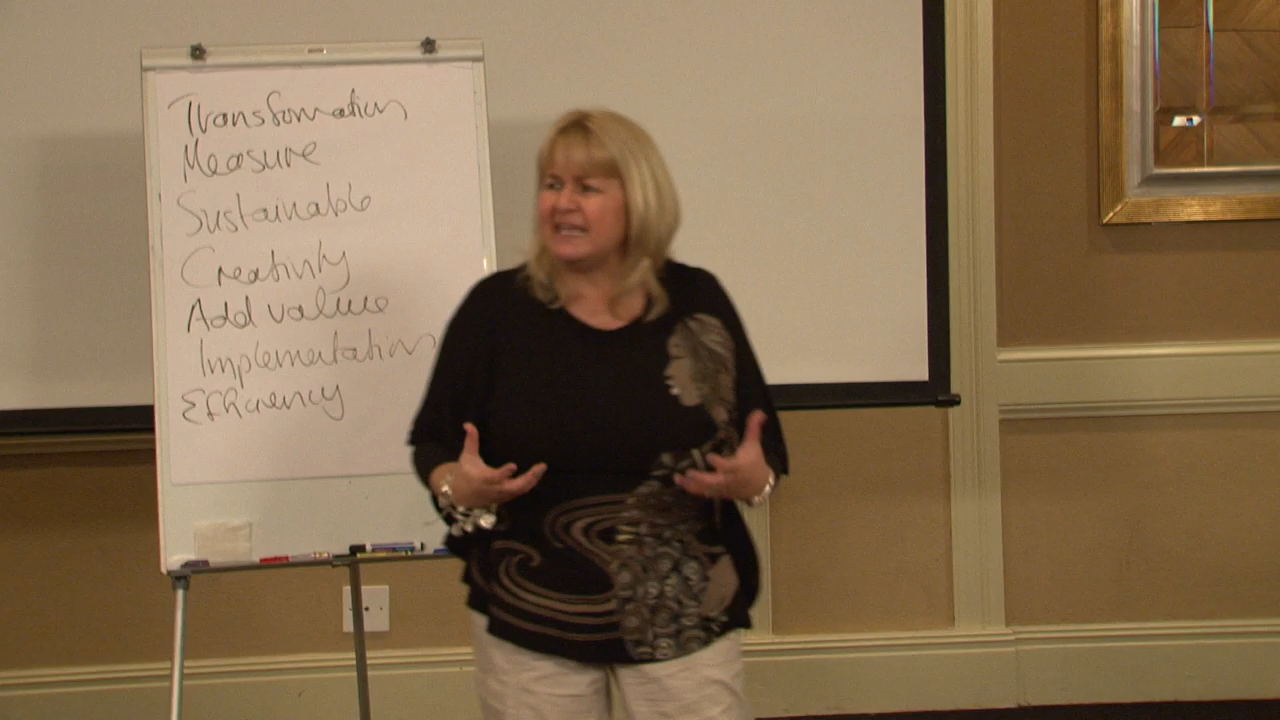 Transformation
Measure
Sustainable
Creativity
Add value
Implementation
Efficiency